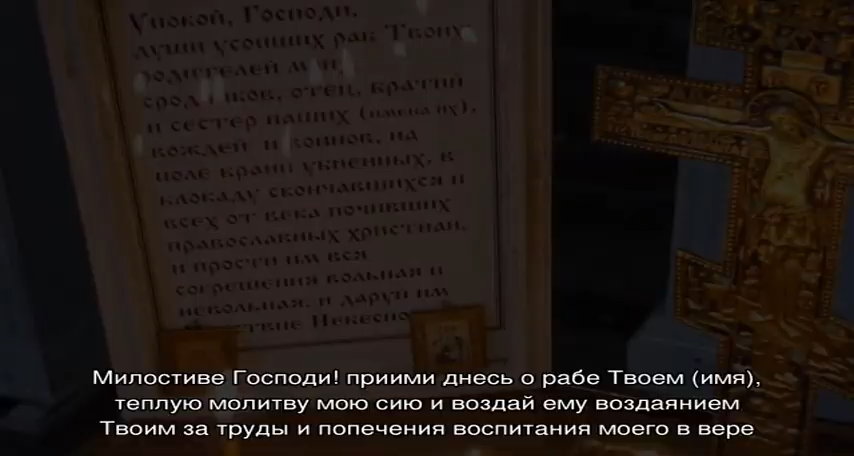 Упокой, Господи,
души усопших раб Твоих
родителей мои,
сродников, отец, братий
и сестер наших (имена их),
вождей и воинов, на
поле брани убиенных, в
блокаду скончавшихся и
всех от века почивших
православных христиан,
и прости им вся
согрешения вольная и
невольная, и даруй им
Небесно
Милостиве Господи! приими днесь о рабе Твоем (имя),
теплую молитву мою сию и воздай ему воздаянием
Твоим за труды и попечения воспитания моего в вере